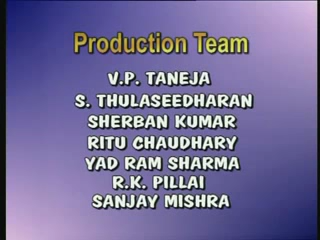 Production Team
V.P. TANEJA
S. THULASEEDHARAN
SHERBAN KUMAR
RITU CHAUDHARY
YAD RAM SHARMA
R.K. PILLAI
SANJAY MISHRA